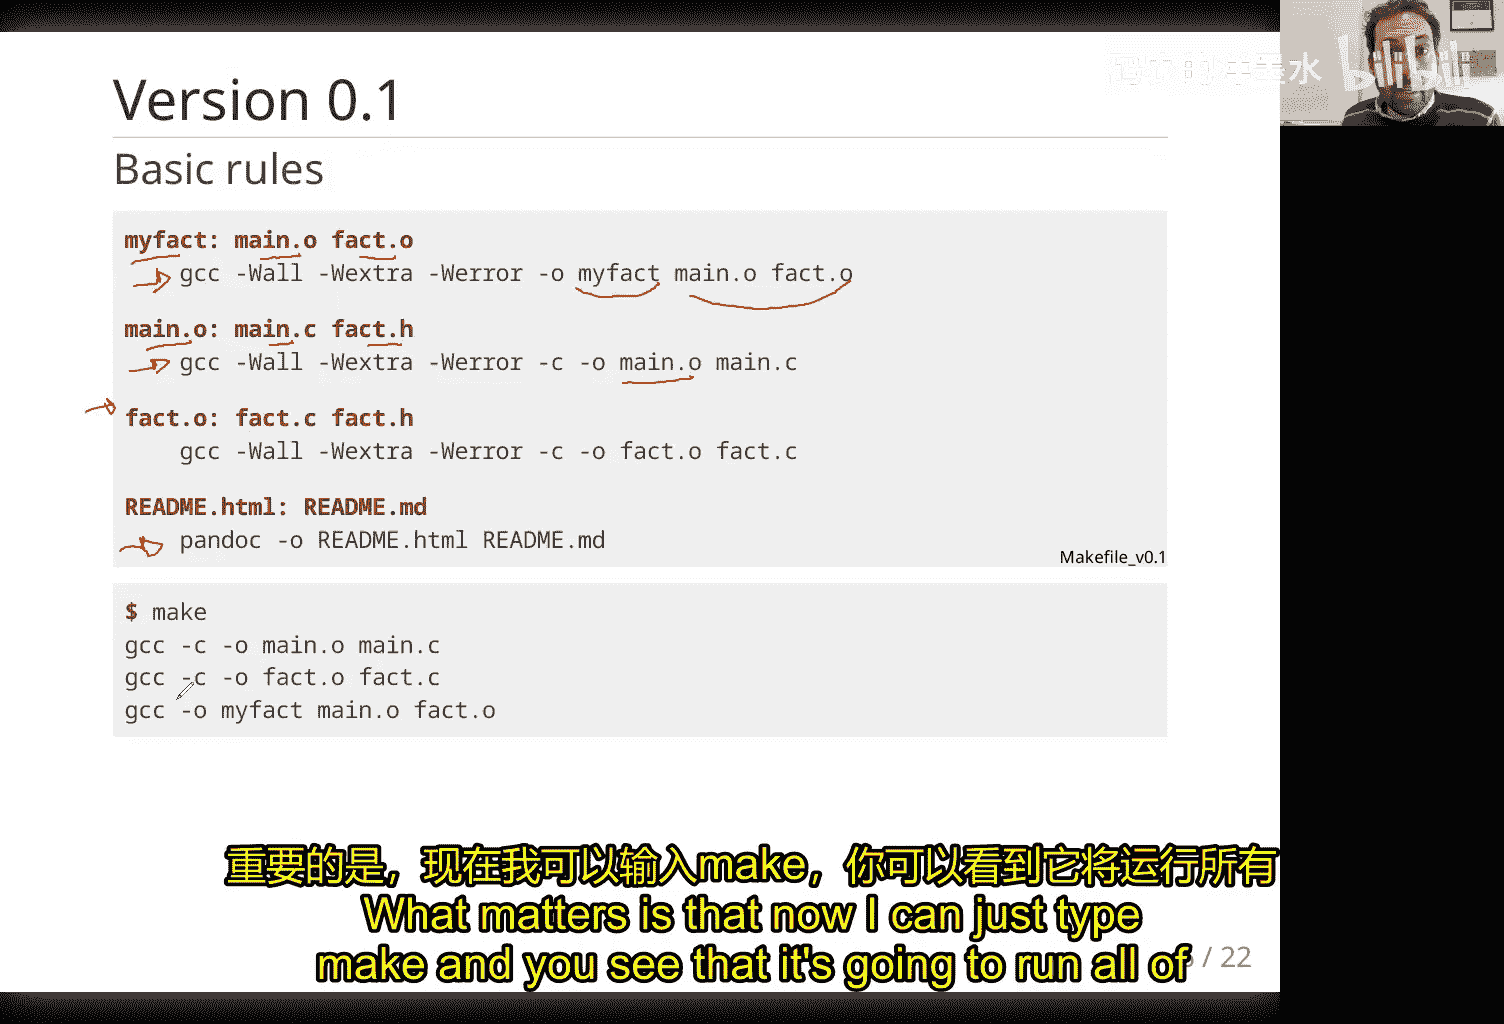 Version 0.1
Basic rules
myfact: main.o fact.o
gcc -Wall -Wextra -Werror -o myfact main.o fact.o
main.o: main.c fact.h
gcc -Wall -Wextra -Werror -c -o main.o main.c
fact.o: fact.c fact.h
gcc -Wall -Wextra -Werror -c -o fact.o fact.c
README.html: README.md
pandoc -o README.html README.md
Makefile_v0.1
$ make
gcc -c -o main.o main.c
gcc -c -o fact.o fact.c
gcc -o myfact main.o fact.o
重要的是，现在我可以输入make，你可以看到它将运行所有
What matters is that now I can just type
make and you see that it's going to run all of
/ 22
水 bilibili